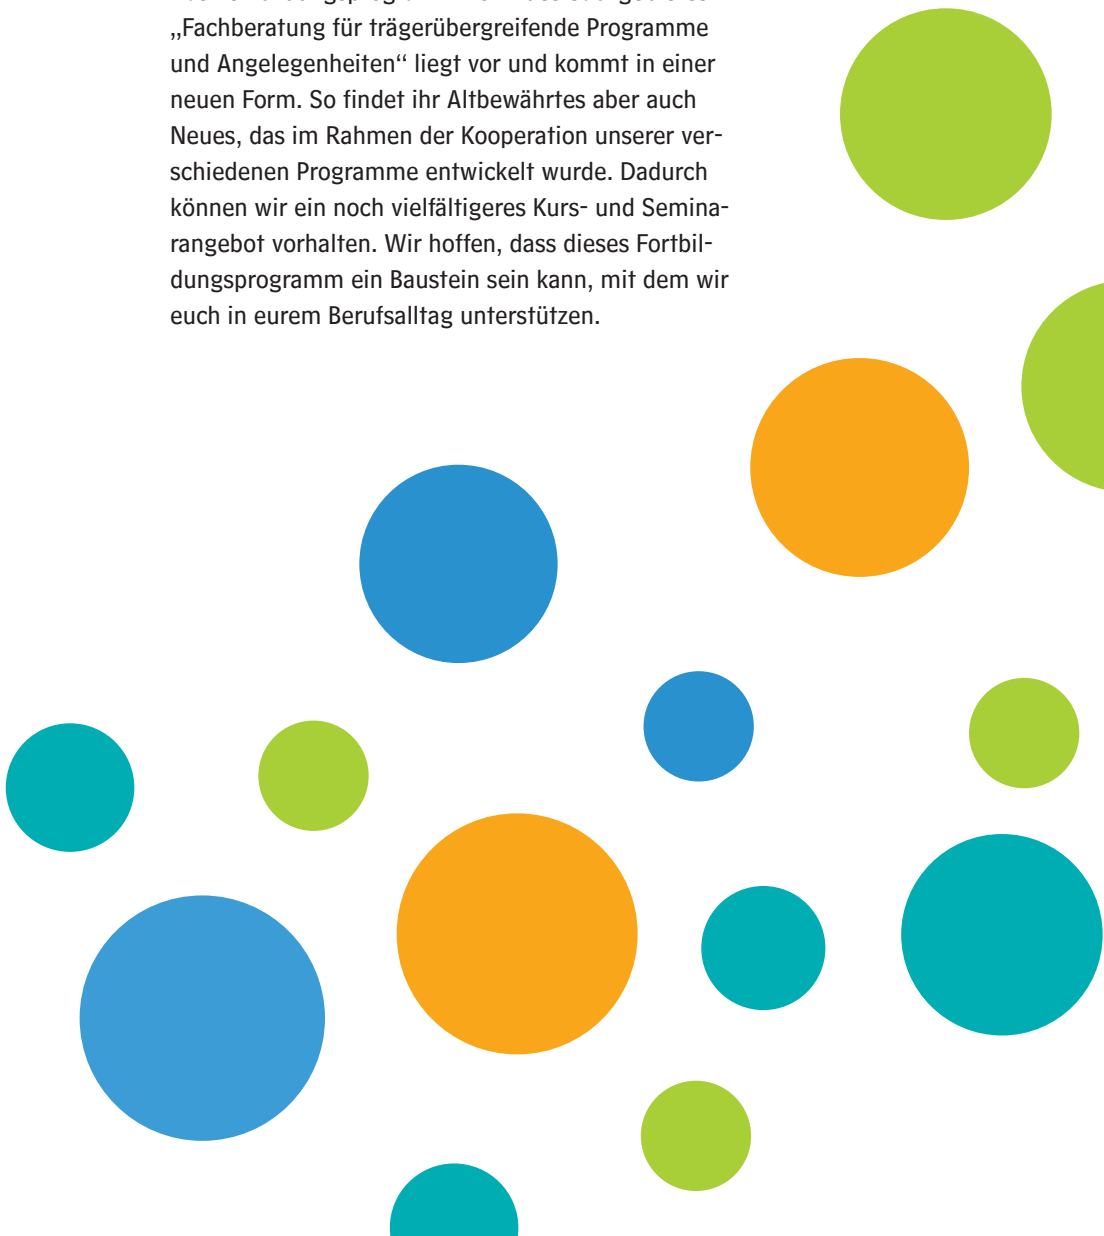 „Fachberatung für trägerübergreifende Programme
und Angelegenheiten“ liegt vor und kommt in einer
neuen Form. So findet ihr Altbewährtes aber auch
Neues, das im Rahmen der Kooperation unserer ver-
schiedenen Programme entwickelt wurde. Dadurch
können wir ein noch vielfältigeres Kurs- und Semina-
rangebot vorhalten. Wir hoffen, dass dieses Fortbil-
dungsprogramm ein Baustein sein kann, mit dem wir
euch in eurem Berufsalltag unterstützen.